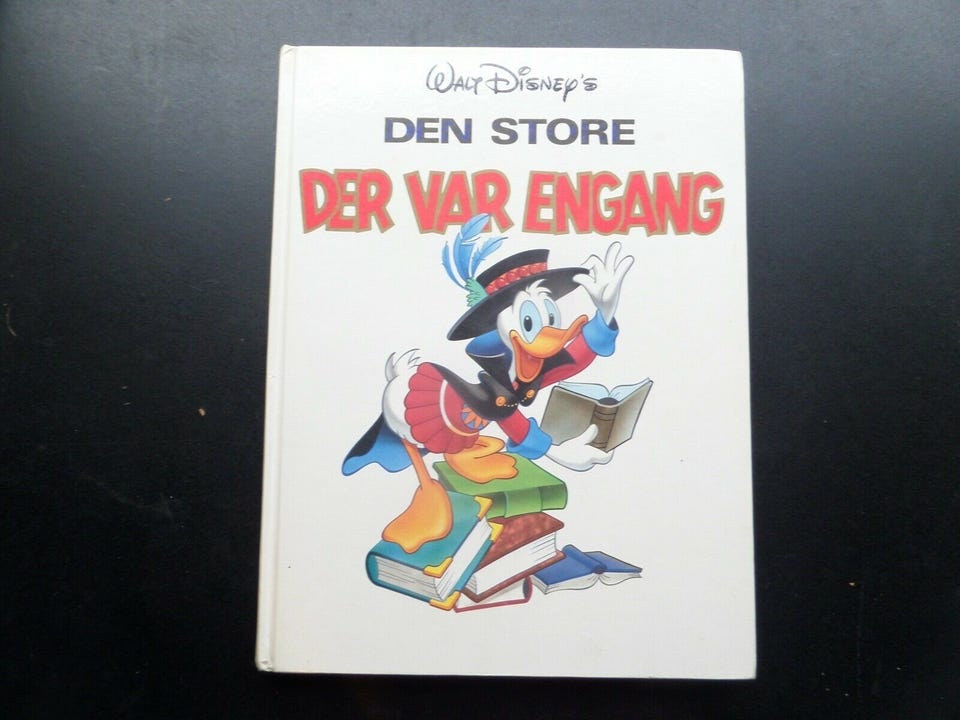 Walt Disney's
DEN STORE
DER VAR ENGANG